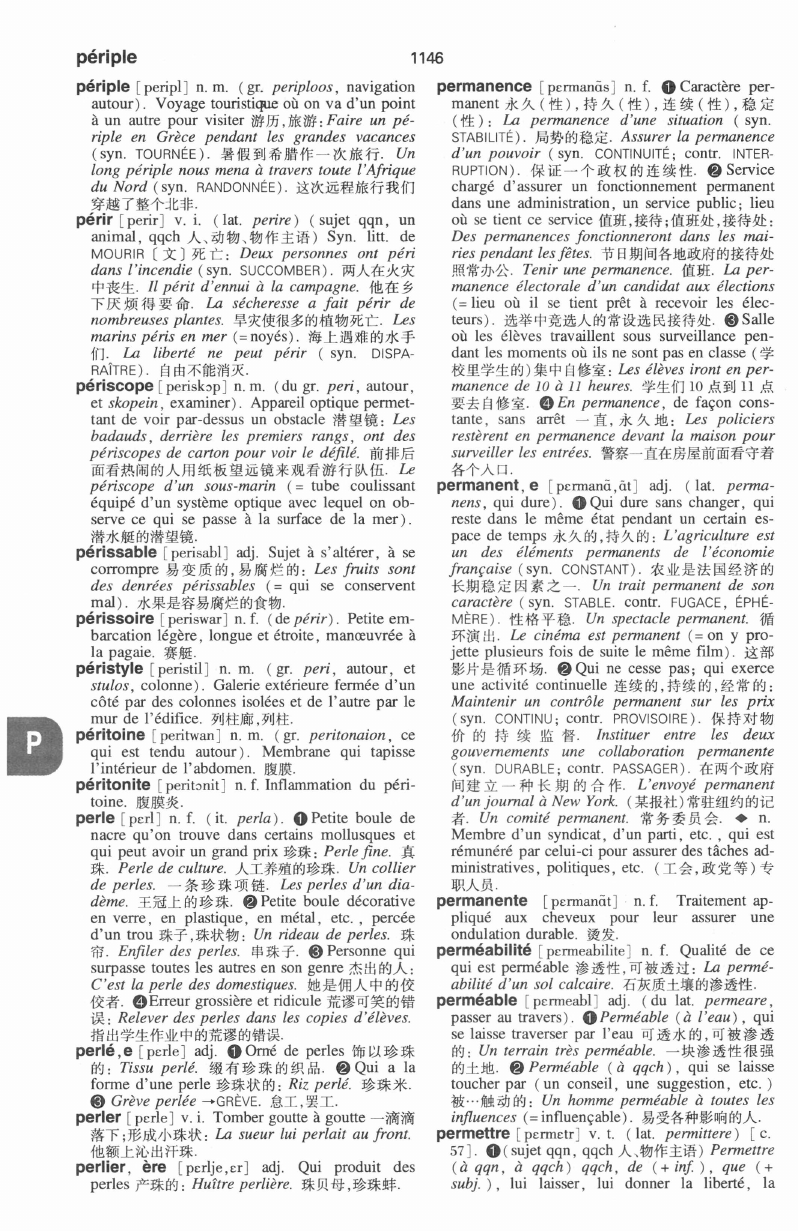 périple
1146
périple [peripl] n. m. (gr. periploos, navigation
autour). Voyage touristique où on va d'un point
à un autre pour visiter 游历,旅游: Faire un pé-
riple en Grèce pendant les grandes vacances
(syn. TOURNÉE). 暑假到希腊作一次旅行. Un
long périple nous mena à travers toute l'Afrique
du Nord (syn. RANDONNÉE). 这次远程旅行我们
穿越了整个北非.
périr [perir] v. i. (lat. perire) (sujet qqn, un
animal, qqch 人、动物、物作主语) Syn. litt. de
MOURIR [文] 死亡: Deux personnes ont péri
dans l'incendie (syn. SUCCOMBER). 两人在火灾
中丧生. Il périt d'ennui à la campagne. 他在乡
下厌烦得要命. La sécheresse a fait périr de
nombreuses plantes. 旱灾使很多的植物死亡. Les
marins péris en mer (= noyés). 海上遇难的水手
们. La liberté ne peut périr (syn. DISPA-
RAÎTRE). 自由不能消灭.
périscope [periskɔp] n. m. (du gr. peri, autour,
et skopein, examiner). Appareil optique permet-
tant de voir par-dessus un obstacle 潜望镜: Les
badauds, derrière les premiers rangs, ont des
périscopes de carton pour voir le défilé. 前排后
面看热闹的人用纸板望远镜来观看游行队伍. Le
périscope d'un sous-marin (= tube coulissant
équipé d'un système optique avec lequel on ob-
serve ce qui se passe à la surface de la mer).
潜水艇的潜望镜.
périssable [perisabl] adj. Sujet à s'altérer, à se
corrompre 易变质的,易腐烂的: Les fruits sont
des denrées périssables (= qui se conservent
mal). 水果是容易腐烂的食物.
périssoire [periswar] n. f. (de périr). Petite em-
barcation légère, longue et étroite, manœuvrée à
la pagaie. 赛艇.
péristyle [peristil] n. m. (gr. peri, autour, et
stulos, colonne). Galerie extérieure fermée d'un
côté par des colonnes isolées et de l'autre par le
mur de l'édifice. 列柱廊,列柱.
péritoine [peritwan] n. m. (gr. peritonaion, ce
qui est tendu autour). Membrane qui tapisse
l'intérieur de l'abdomen. 腹膜.
péritonite [peritɔnit] n. f. Inflammation du péri-
toine. 腹膜炎.
perle [pɛrl] n. f. (it. perla). ❶ Petite boule de
nacre qu'on trouve dans certains mollusques et
qui peut avoir un grand prix 珍珠: Perle fine. 真
珠. Perle de culture. 人工养殖的珍珠. Un collier
de perles. 一条珍珠项链. Les perles d'un dia-
dème. 王冠上的珍珠. ❷ Petite boule décorative
en verre, en plastique, en métal, etc., percée
d'un trou 珠子,珠状物: Un rideau de perles. 珠
帘. Enfiler des perles. 串珠子. ❸ Personne qui
surpasse toutes les autres en son genre 杰出的人:
C'est la perle des domestiques. 她是佣人中的佼
佼者. ❹ Erreur grossière et ridicule 荒谬可笑的错
误: Relever des perles dans les copies d'élèves.
指出学生作业中的荒谬的错误.
perlé,e [pɛrle] adj. ❶ Orné de perles 饰以珍珠
的: Tissu perlé. 缀有珍珠的织品. ❷ Qui a la
forme d'une perle 珍珠状的: Riz perlé. 珍珠米.
❸ Grève perlée →GRÈVE. 怠工,罢工.
perler [pɛrle] v. i. Tomber goutte à goutte 一滴滴
落下;形成小珠状: La sueur lui perlait au front.
他额上沁出汗珠.
perlier, ère [pɛrlje,ɛr] adj. Qui produit des
perles 产珠的: Huître perlière. 珠贝母,珍珠蚌.
P
permanence [pɛrmanɑ̃s] n. f. ❶ Caractère per-
manent 永久(性),持久(性),连续(性),稳定
(性): La permanence d'une situation (syn.
STABILITÉ). 局势的稳定. Assurer la permanence
d'un pouvoir (syn. CONTINUITÉ; contr. INTER-
RUPTION). 保证一个政权的连续性. ❷ Service
chargé d'assurer un fonctionnement permanent
dans une administration, un service public; lieu
où se tient ce service 值班,接待;值班处,接待处:
Des permanences fonctionneront dans les mai-
ries pendant les fêtes. 节日期间各地政府的接待处
照常办公. Tenir une permanence. 值班. La per-
manence électorale d'un candidat aux élections
(= lieu où il se tient prêt à recevoir les élec-
teurs). 选举中竞选人的常设选民接待处. ❸ Salle
où les élèves travaillent sous surveillance pen-
dant les moments où ils ne sont pas en classe (学
校里学生的)集中自修室: Les élèves iront en per-
manence de 10 à 11 heures. 学生们 10 点到 11 点
要去自修室. ❹ En permanence, de façon cons-
tante, sans arrêt 一直,永久地: Les policiers
restèrent en permanence devant la maison pour
surveiller les entrées. 警察一直在房屋前面看守着
各个入口.
permanent, e [pɛrmanɑ̃,ɑ̃t] adj. (lat. perma-
nens, qui dure). ❶ Qui dure sans changer, qui
reste dans le même état pendant un certain es-
pace de temps 永久的,持久的: L'agriculture est
un des éléments permanents de l'économie
française (syn. CONSTANT). 农业是法国经济的
长期稳定因素之一. Un trait permanent de son
caractère (syn. STABLE. contr. FUGACE, ÉPHÉ-
MÈRE). 性格平稳. Un spectacle permanent. 循
环演出. Le cinéma est permanent (= on y pro-
jette plusieurs fois de suite le même film). 这部
影片是循环场. ❷ Qui ne cesse pas; qui exerce
une activité continuelle 连续的,持续的,经常的:
Maintenir un contrôle permanent sur les prix
(syn. CONTINU; contr. PROVISOIRE). 保持对物
价的持续监督. Instituer entre les deux
gouvernements une collaboration permanente
(syn. DURABLE; contr. PASSAGER). 在两个政府
间建立一种长期的合作. L'envoyé permanent
d'un journal à New York. (某报社)常驻纽约的记
者. Un comité permanent. 常务委员会. ◆ n.
Membre d'un syndicat, d'un parti, etc., qui est
rémunéré par celui-ci pour assurer des tâches ad-
ministratives, politiques, etc. (工会,政党等)专
职人员.
permanente [pɛrmanɑ̃t] n. f. Traitement ap-
pliqué aux cheveux pour leur assurer une
ondulation durable. 烫发.
perméabilité [pɛrmeabilite] n. f. Qualité de ce
qui est perméable 渗透性,可被透过: La permé-
abilité d'un sol calcaire. 石灰质土壤的渗透性.
perméable [pɛrmeabl] adj. (du lat. permeare,
passer au travers). ❶ Perméable (à l'eau), qui
se laisse traverser par l'eau 可透水的,可被渗透
的: Un terrain très perméable. 一块渗透性很强
的土地. ❷ Perméable (à qqch), qui se laisse
toucher par (un conseil, une suggestion, etc.)
被…触动的: Un homme perméable à toutes les
influences (= influençable). 易受各种影响的人.
permettre [pɛrmetr] v. t. (lat. permittere) [c.
57]. ❶ (sujet qqn, qqch 人、物作主语) Permettre
(à qqn, à qqch) qqch, de (+ inf.), que (+
subj.), lui laisser, lui donner la liberté, la